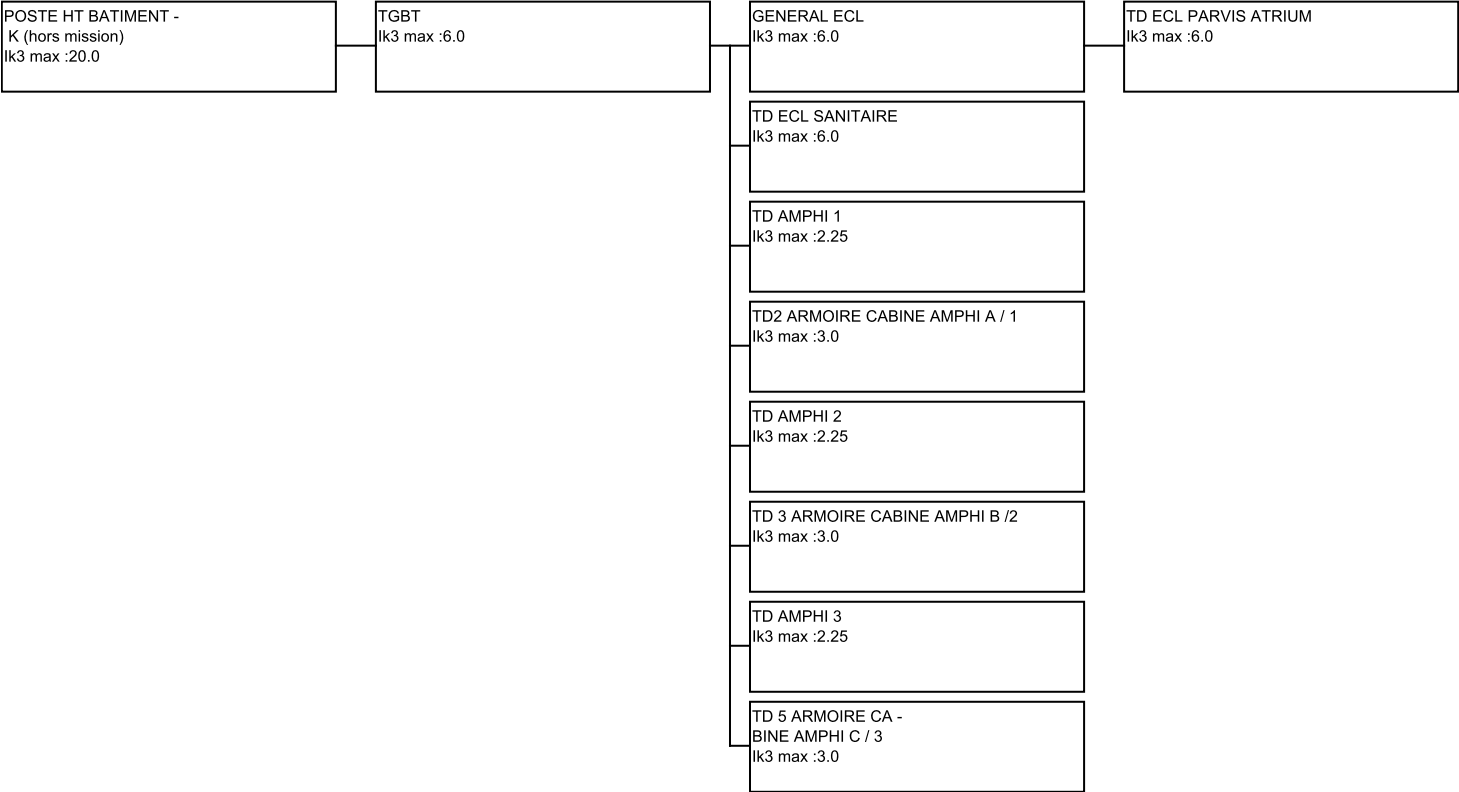 POSTE HT BATIMENT -
K (hors mission)
Ik3 max :20.0
TGBT
Ik3 max :6.0
GENERAL ECL
Ik3 max :6.0
TD ECL PARVIS ATRIUM
Ik3 max :6.0
TD ECL SANITAIRE
Ik3 max :6.0
TD AMPHI 1
Ik3 max :2.25
TD2 ARMOIRE CABINE AMPHI A / 1
Ik3 max :3.0
TD AMPHI 2
Ik3 max :2.25
TD 3 ARMOIRE CABINE AMPHI B /2
Ik3 max :3.0
TD AMPHI 3
Ik3 max :2.25
TD 5 ARMOIRE CA -
BINE AMPHI C / 3
Ik3 max :3.0